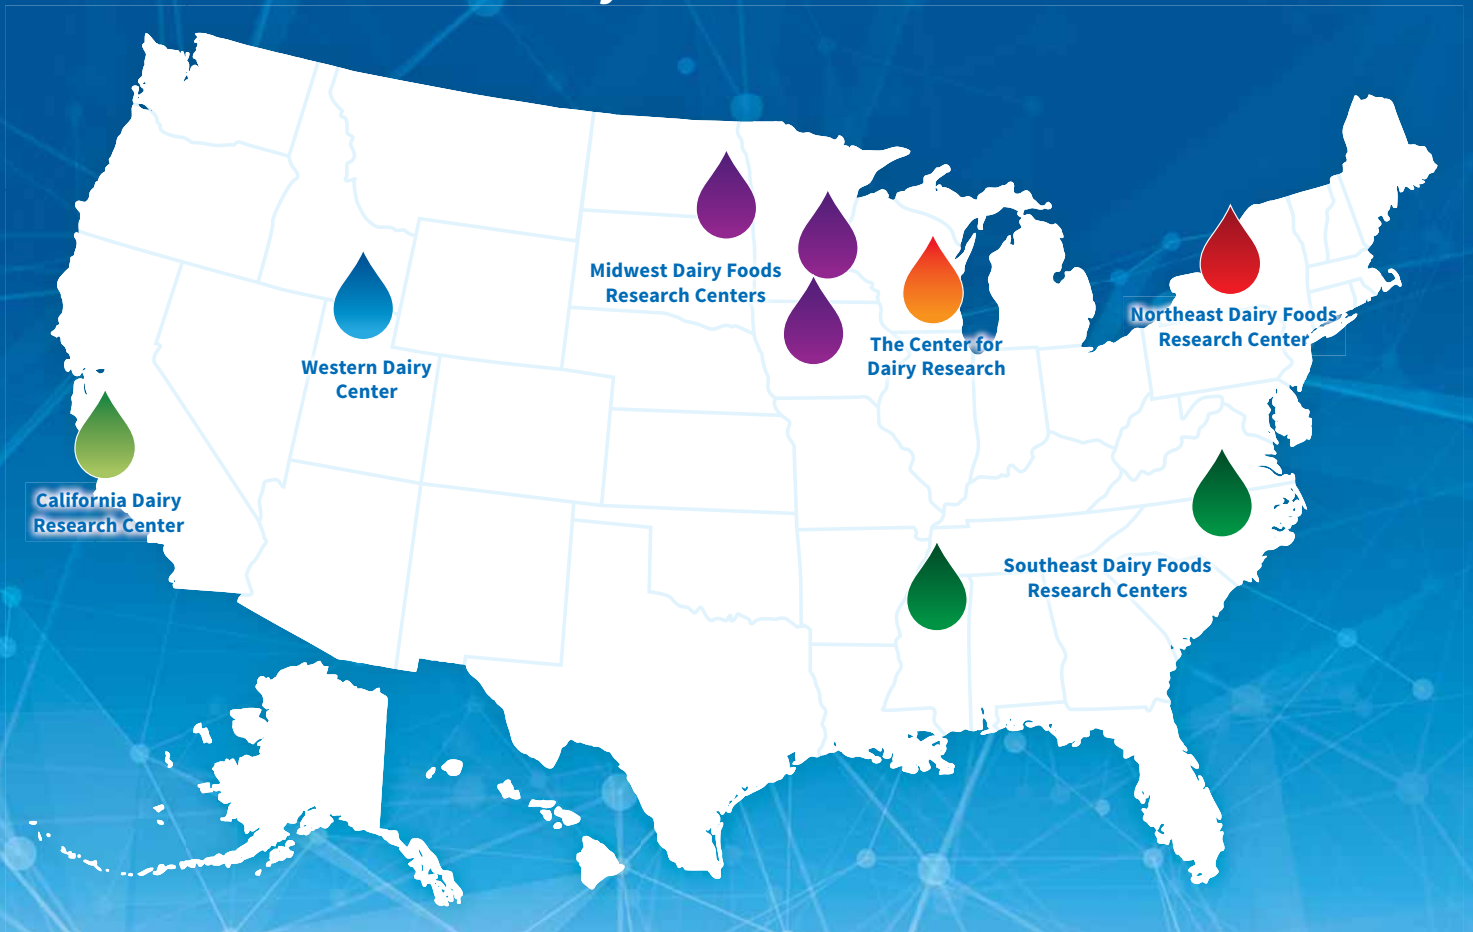 Midwest Dairy Foods
Research Centers
Northeast Dairy Foods
Research Center
The Center for
Dairy Research
Western Dairy
Center
California Dairy
Research Center
Southeast Dairy Foods
Research Centers